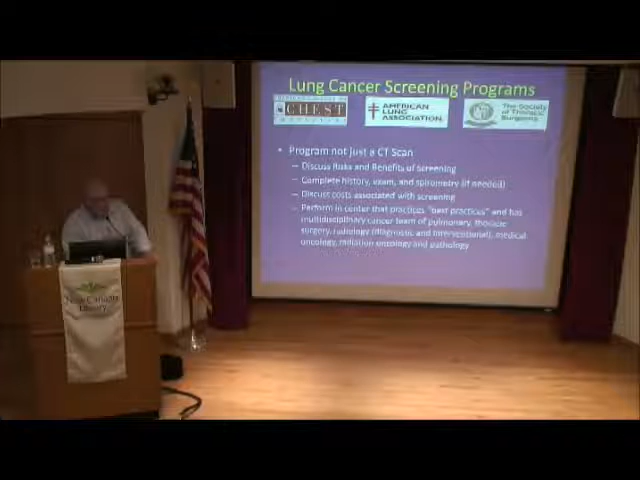 Lung Cancer Screening Programs
CHEST
AMERICAN
LUNG
ASSOCIATION
The Society
of Thoracic
Surgeons
• Program not just a CT Scan
– Discuss Risks and Benefits of screening
– Complete history, exam, and spirometry (if needed)
– Discuss costs associated with screening
– Perform in center that practices "best practices" and has
multidisciplinary cancer team of pulmonary, thoracic
surgery, radiology (diagnostic and interventional), medical
oncology, radiation oncology and pathology
New Canaan
Library